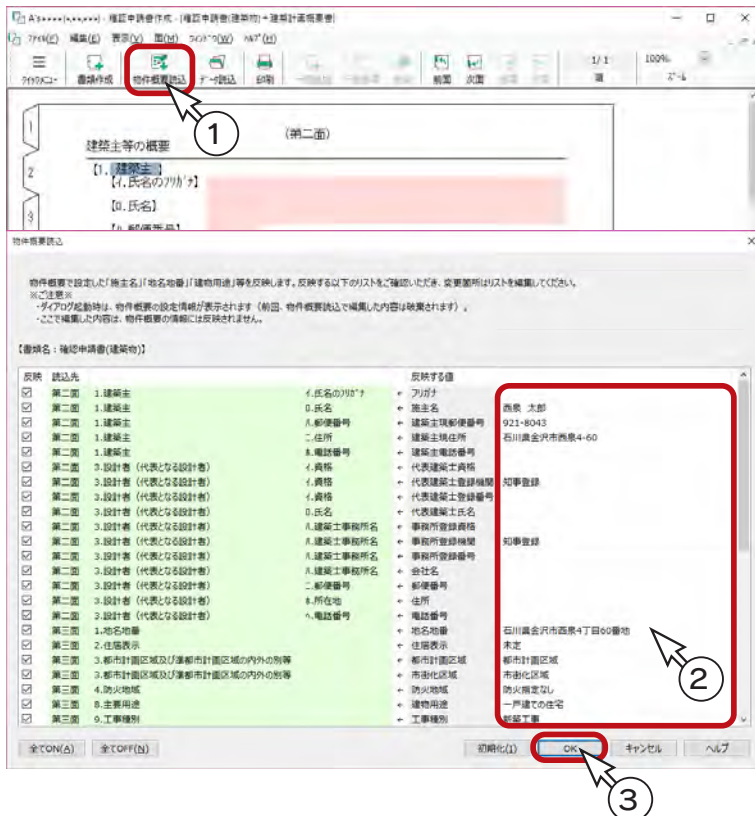 確認申請書作成 - [確認申請書(建築物)+建築計画概要書]
ﾌｧｲﾙ(F) 編集(E) 表示(V) 面(M) ｳｨﾝﾄﾞｳ(W) ﾍﾙﾌﾟ(H)
書類作成 物件概要読込 ﾃﾞｰﾀ読込 印刷 前面 次面 1/ 1 頁 100% ｽﾞｰﾑ
①
1
(第二面)
建築主等の概要
2
【1. 建築主 】
【ｲ.氏名のﾌﾘｶﾞﾅ】
【ﾛ.氏名】
3
【ﾊ.郵便番号】
物件概要読込
物件概要で設定した「施主名」「地名地番」「建物用途」等を反映します。反映する以下のリストをご確認いただき、変更箇所はリストを編集してください。
※ご注意※
・ダイアログ起動時は、物件概要の設定情報が表示されます（前回、物件概要読込で編集した内容は破棄されます）。
・ここで編集した内容は、物件概要の情報には反映されません。
【書類名：確認申請書(建築物)】
反映 読込先 反映する値
第二面 1.建築主 ｲ.氏名のﾌﾘｶﾞﾅ ← フリガナ
第二面 1.建築主 ﾛ.氏名 ← 施主名 西泉 太郎
第二面 1.建築主 ﾊ.郵便番号 ← 建築主現郵便番号 921-8043
第二面 1.建築主 ﾆ.住所 ← 建築主現住所 石川県金沢市西泉4-60
第二面 1.建築主 ﾎ.電話番号 ← 建築主電話番号
第二面 3.設計者（代表となる設計者） ｲ.資格 ← 代表建築士資格
第二面 3.設計者（代表となる設計者） ｲ.資格 ← 代表建築士登録機関 知事登録
第二面 3.設計者（代表となる設計者） ｲ.資格 ← 代表建築士登録番号
第二面 3.設計者（代表となる設計者） ﾛ.氏名 ← 代表建築士氏名
第二面 3.設計者（代表となる設計者） ﾊ.建築士事務所名 ← 事務所登録資格
第二面 3.設計者（代表となる設計者） ﾊ.建築士事務所名 ← 事務所登録機関 知事登録
第二面 3.設計者（代表となる設計者） ﾊ.建築士事務所名 ← 事務所登録番号
第二面 3.設計者（代表となる設計者） ﾊ.建築士事務所名 ← 会社名
第二面 3.設計者（代表となる設計者） ﾆ.郵便番号 ← 郵便番号
第二面 3.設計者（代表となる設計者） ﾎ.所在地 ← 住所
第二面 3.設計者（代表となる設計者） ﾍ.電話番号 ← 電話番号
第三面 1.地名地番 ← 地名地番 石川県金沢市西泉4丁目60番地
第三面 2.住居表示 ← 住居表示 未定
第三面 3.都市計画区域及び準都市計画区域の内外の別等 ← 都市計画区域 都市計画区域
第三面 3.都市計画区域及び準都市計画区域の内外の別等 ← 市街化区域 市街化区域
第三面 4.防火地域 ← 防火地域 防火指定なし
第三面 8.主要用途 ← 建物用途 一戸建ての住宅
第三面 9.工事種別 ← 工事種別 新築工事
②
全てON(A) 全てOFF(N) 初期化(I) OK キャンセル ヘルプ
③